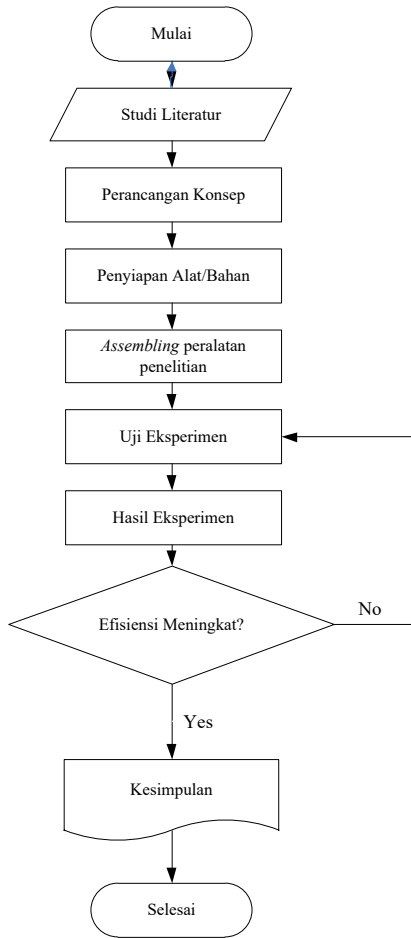 Mulai
Studi Literatur
Perancangan Konsep
Penyiapan Alat/Bahan
Assembling peralatan
penelitian
Uji Eksperimen
Hasil Eksperimen
Efisiensi Meningkat?
No
Yes
Kesimpulan
Selesai